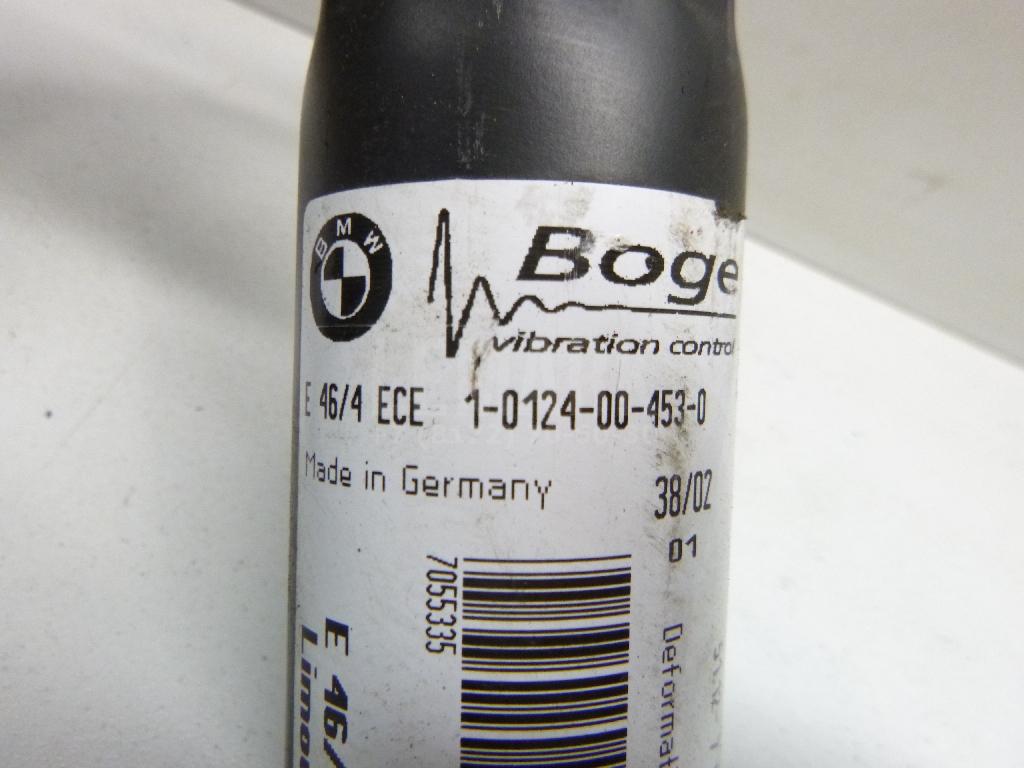 BMW
Boge
vibration control
E 46/4 ECE 1-0124-00-453-0
Made in Germany
38/02
01
7055335
E 46/